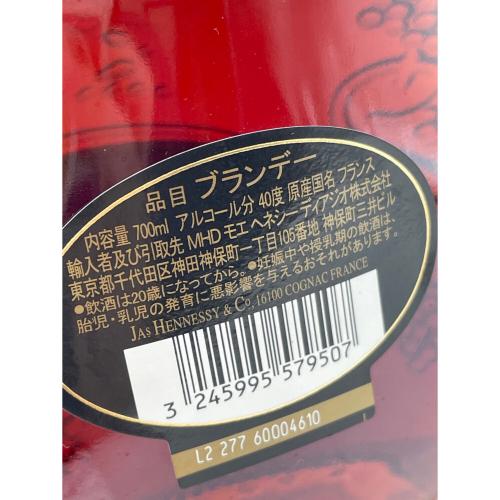 品目 ブランデー
内容量 700ml アルコール分 40度 原産国名 フランス
輸入者及び引取先 MHD モエ ヘネシー ディアジオ株式会社
東京都千代田区神田神保町一丁目105番地 神保町三井ビル
●飲酒は20歳になってから。●妊娠中や授乳期の飲酒は、
胎児・乳児の発育に悪影響を与えるおそれがあります。
JAS HENNESSY & CO, 16100 COGNAC FRANCE
3 245995 579507
L2 277 60004610